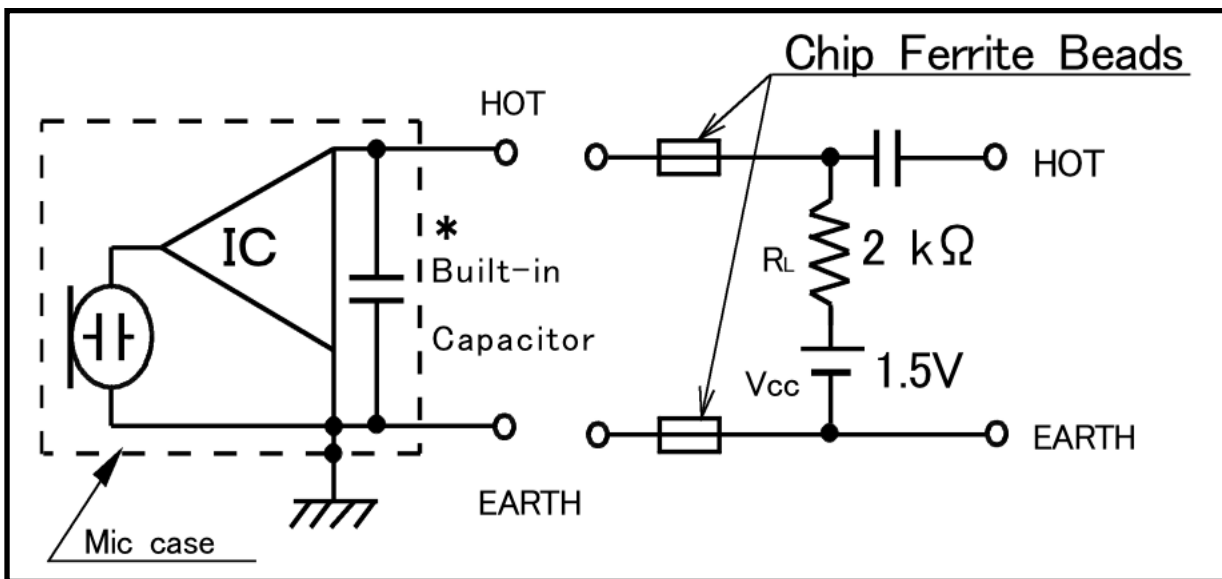 Chip Ferrite Beads
HOT
HOT
IC
*
Built-in
Capacitor
RL
2 kΩ
Vcc
1.5V
EARTH
EARTH
Mic case